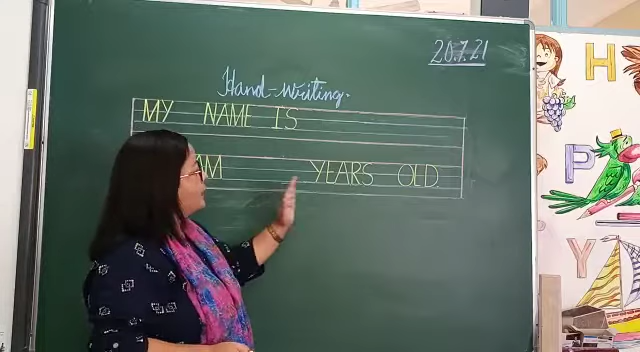 20.7.21
Hand-Writing.
MY NAME IS
AM YEARS OLD.
H
P
Y